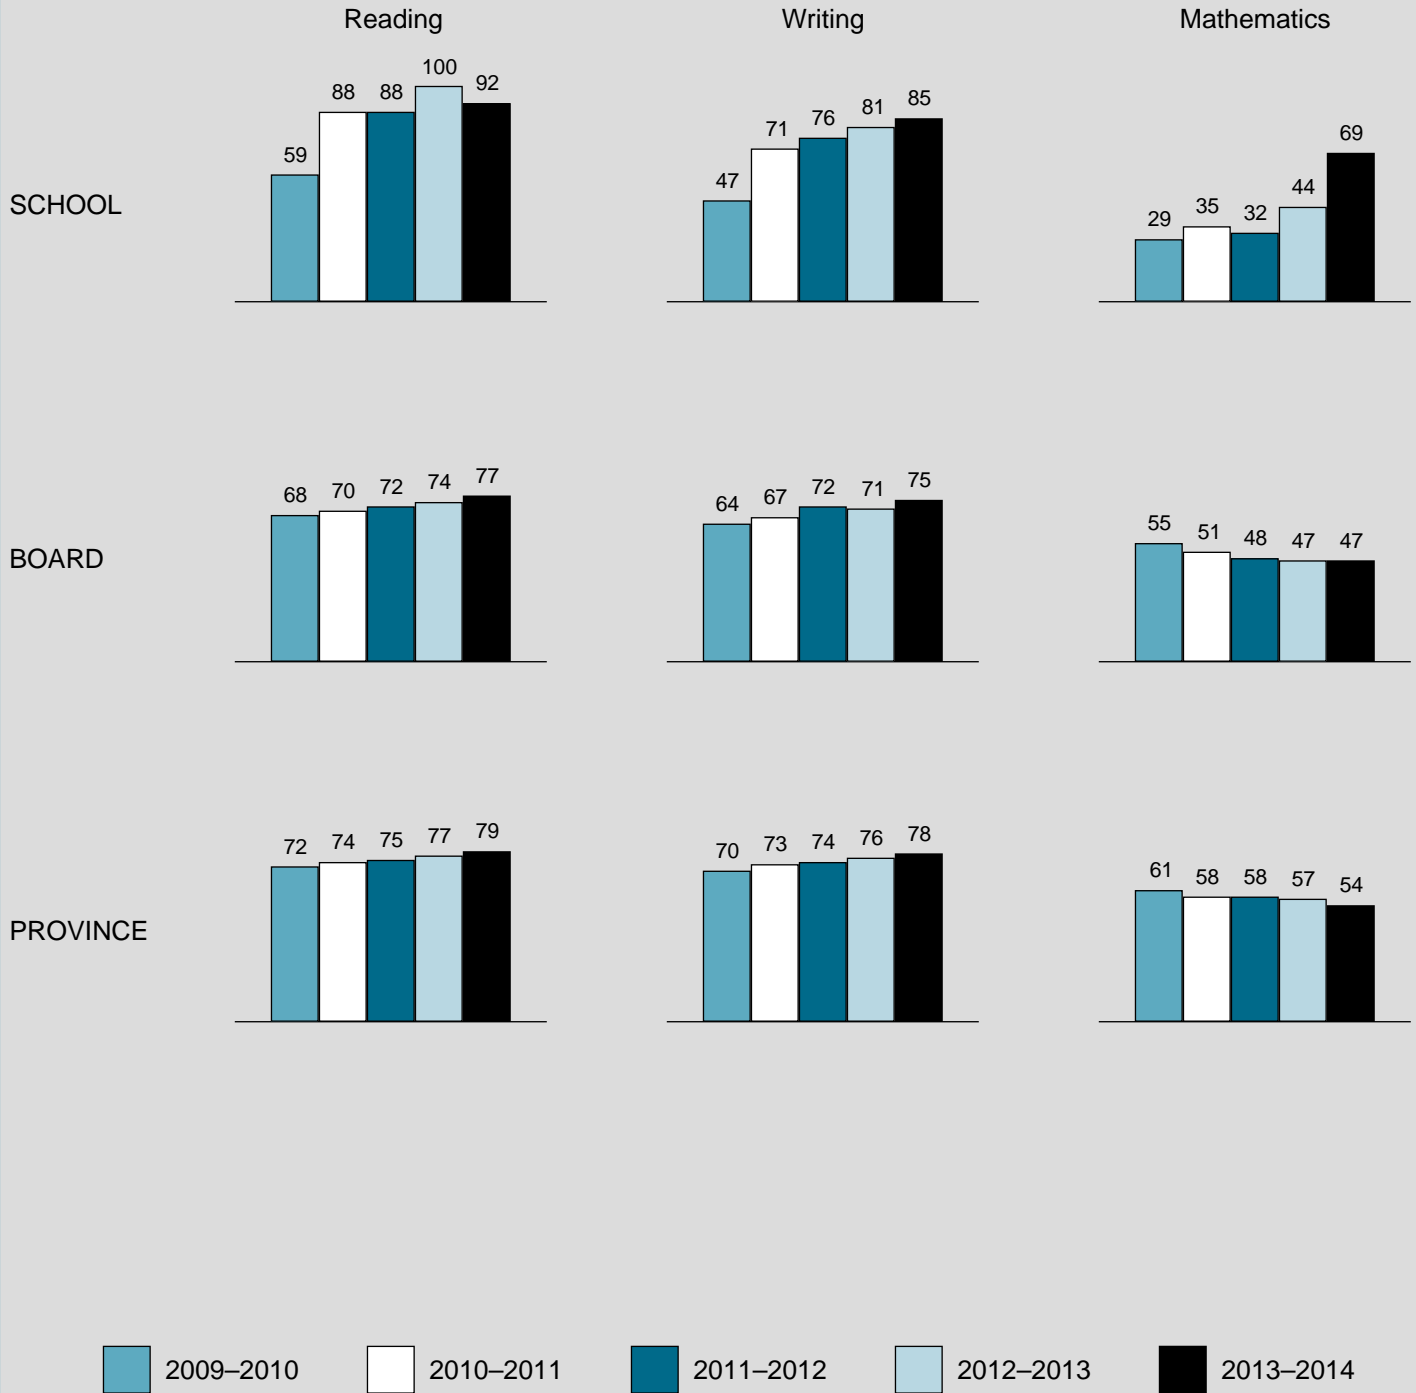 Reading Writing Mathematics
SCHOOL
59 88 88 100 92
47 71 76 81 85
29 35 32 44 69
BOARD
68 70 72 74 77
64 67 72 71 75
55 51 48 47 47
PROVINCE
72 74 75 77 79
70 73 74 76 78
61 58 58 57 54
2009–2010 2010–2011 2011–2012 2012–2013 2013–2014